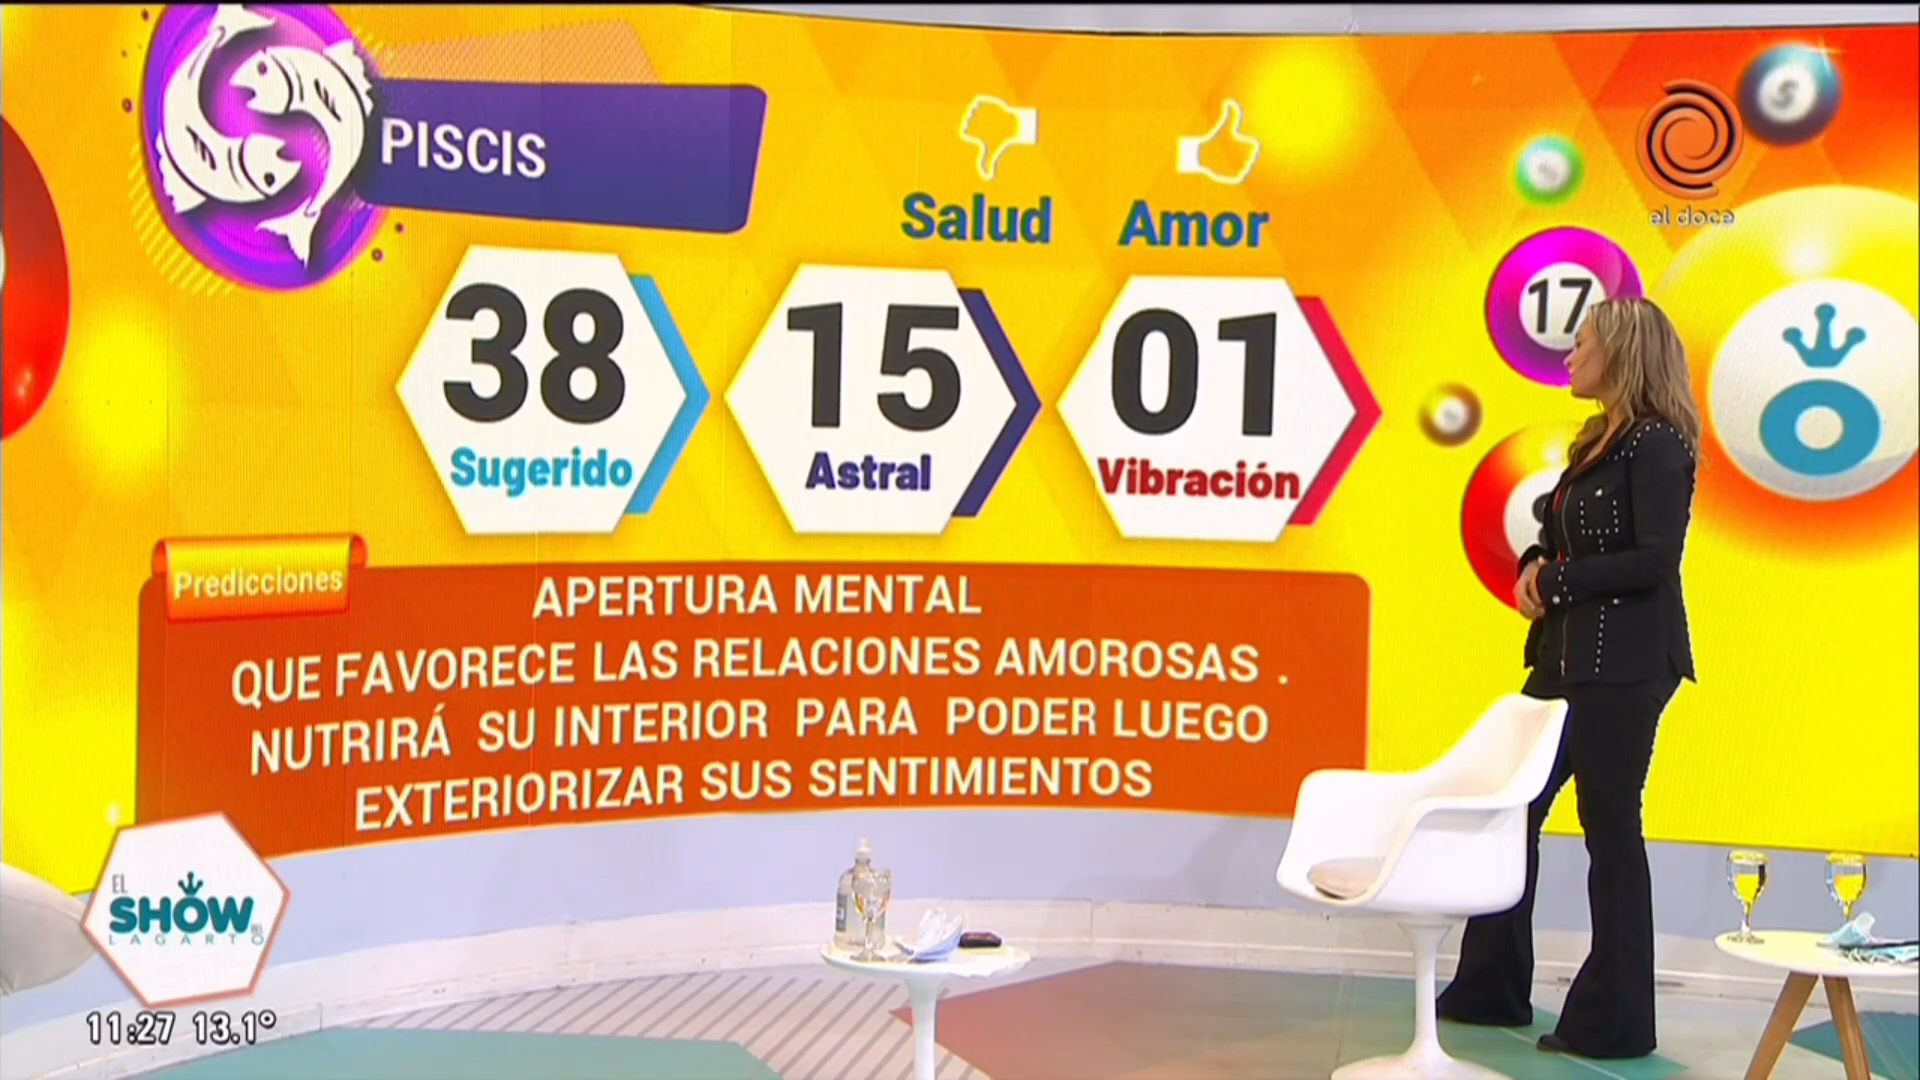 PISCIS
Salud
Amor
el doce
5
17
38
Sugerido
15
Astral
01
Vibración
Predicciones
APERTURA MENTAL
QUE FAVORECE LAS RELACIONES AMOROSAS .
NUTRIRÁ SU INTERIOR PARA PODER LUEGO
EXTERIORIZAR SUS SENTIMIENTOS
EL
SHOW
LAGARTO
11:27 13.1°